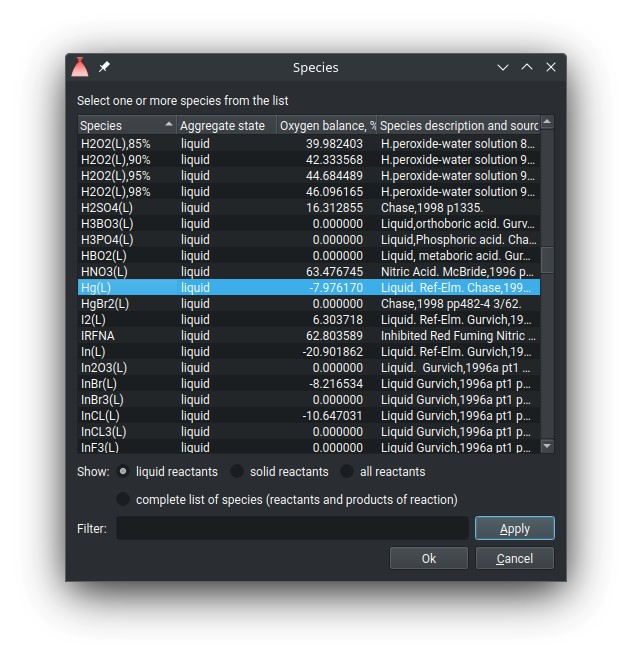 Species
Select one or more species from the list
Species Aggregate state Oxygen balance, % Species description and sourc
H2O2(L),85% liquid 39.982403 H.peroxide-water solution 8...
H2O2(L),90% liquid 42.333568 H.peroxide-water solution 9...
H2O2(L),95% liquid 44.684489 H.peroxide-water solution 9...
H2O2(L),98% liquid 46.096165 H.peroxide-water solution 9...
H2SO4(L) liquid 16.312855 Chase,1998 p1335.
H3BO3(L) liquid 0.000000 Liquid,orthoboric acid. Gurv...
H3PO4(L) liquid 0.000000 Liquid,Phosphoric acid. Cha...
HBO2(L) liquid 0.000000 Liquid, metaboric acid. Gur...
HNO3(L) liquid 63.476745 Nitric Acid. McBride,1996 p...
Hg(L) liquid -7.976170 Liquid. Ref-Elm. Chase,199...
HgBr2(L) liquid 0.000000 Chase,1998 pp482-4 3/62.
I2(L) liquid 6.303718 Liquid. Ref-Elm. Gurvich,19...
IRFNA liquid 62.803589 Inhibited Red Fuming Nitric ...
In(L) liquid -20.901862 Liquid. Ref-Elm. Gurvich,19...
In2O3(L) liquid 0.000000 Liquid. Gurvich,1996a pt1 ...
InBr(L) liquid -8.216534 Liquid Gurvich,1996a pt1 p...
InBr3(L) liquid 0.000000 Liquid Gurvich,1996a pt1 p...
InCL(L) liquid -10.647031 Liquid Gurvich,1996a pt1 p...
InCL3(L) liquid 0.000000 Liquid Gurvich,1996a pt1 p...
InF3(L) liquid 0.000000 Liquid Gurvich,1996a pt1 p...
Show: liquid reactants solid reactants all reactants
complete list of species (reactants and products of reaction)
Filter: Apply
Ok Cancel